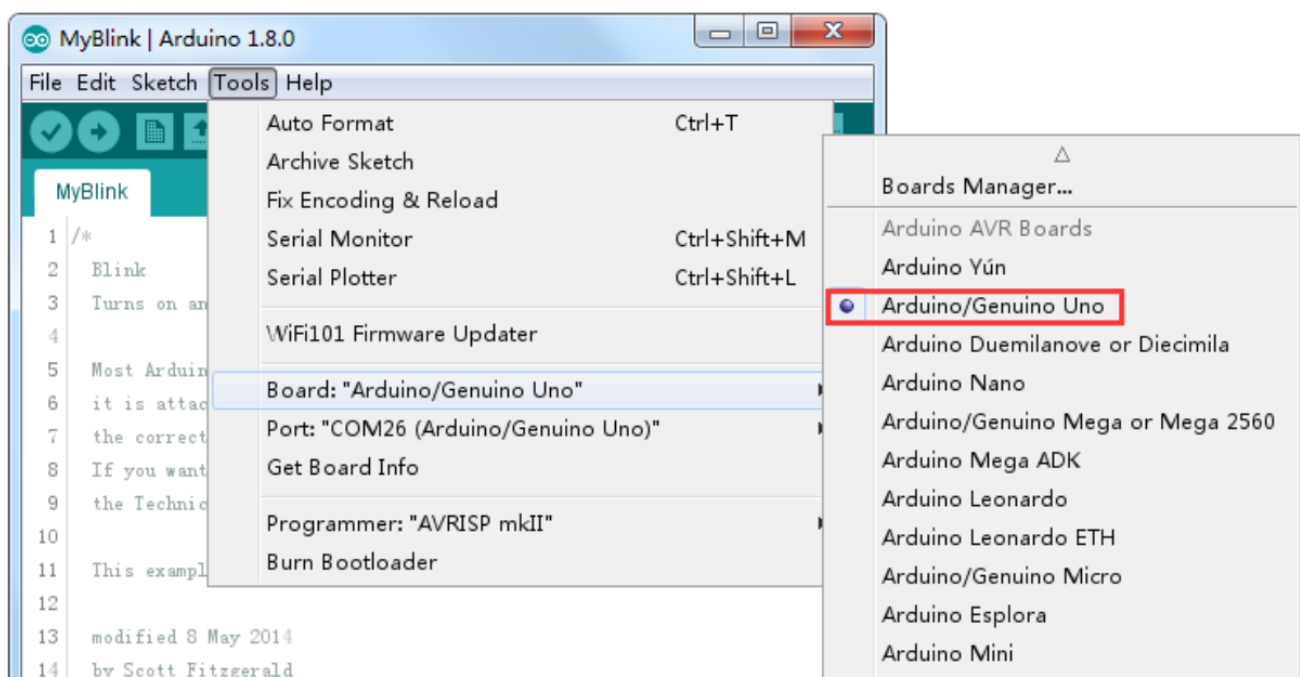 MyBlink | Arduino 1.8.0
File Edit Sketch Tools Help
MyBlink
1 /*
2 Blink
3 Turns on an
4
5 Most Arduin
6 it is attac
7 the correct
8 If you want
9 the Technic
10
11 This exampl
12
13 modified 8 May 2014
14 by Scott Fitzgerald
Auto Format Ctrl+T
Archive Sketch
Fix Encoding & Reload
Serial Monitor Ctrl+Shift+M
Serial Plotter Ctrl+Shift+L
WiFi101 Firmware Updater
Board: "Arduino/Genuino Uno"
Port: "COM26 (Arduino/Genuino Uno)"
Get Board Info
Programmer: "AVRISP mkII"
Burn Bootloader
Boards Manager...
Arduino AVR Boards
Arduino Yún
Arduino/Genuino Uno
Arduino Duemilanove or Diecimila
Arduino Nano
Arduino/Genuino Mega or Mega 2560
Arduino Mega ADK
Arduino Leonardo
Arduino Leonardo ETH
Arduino/Genuino Micro
Arduino Esplora
Arduino Mini